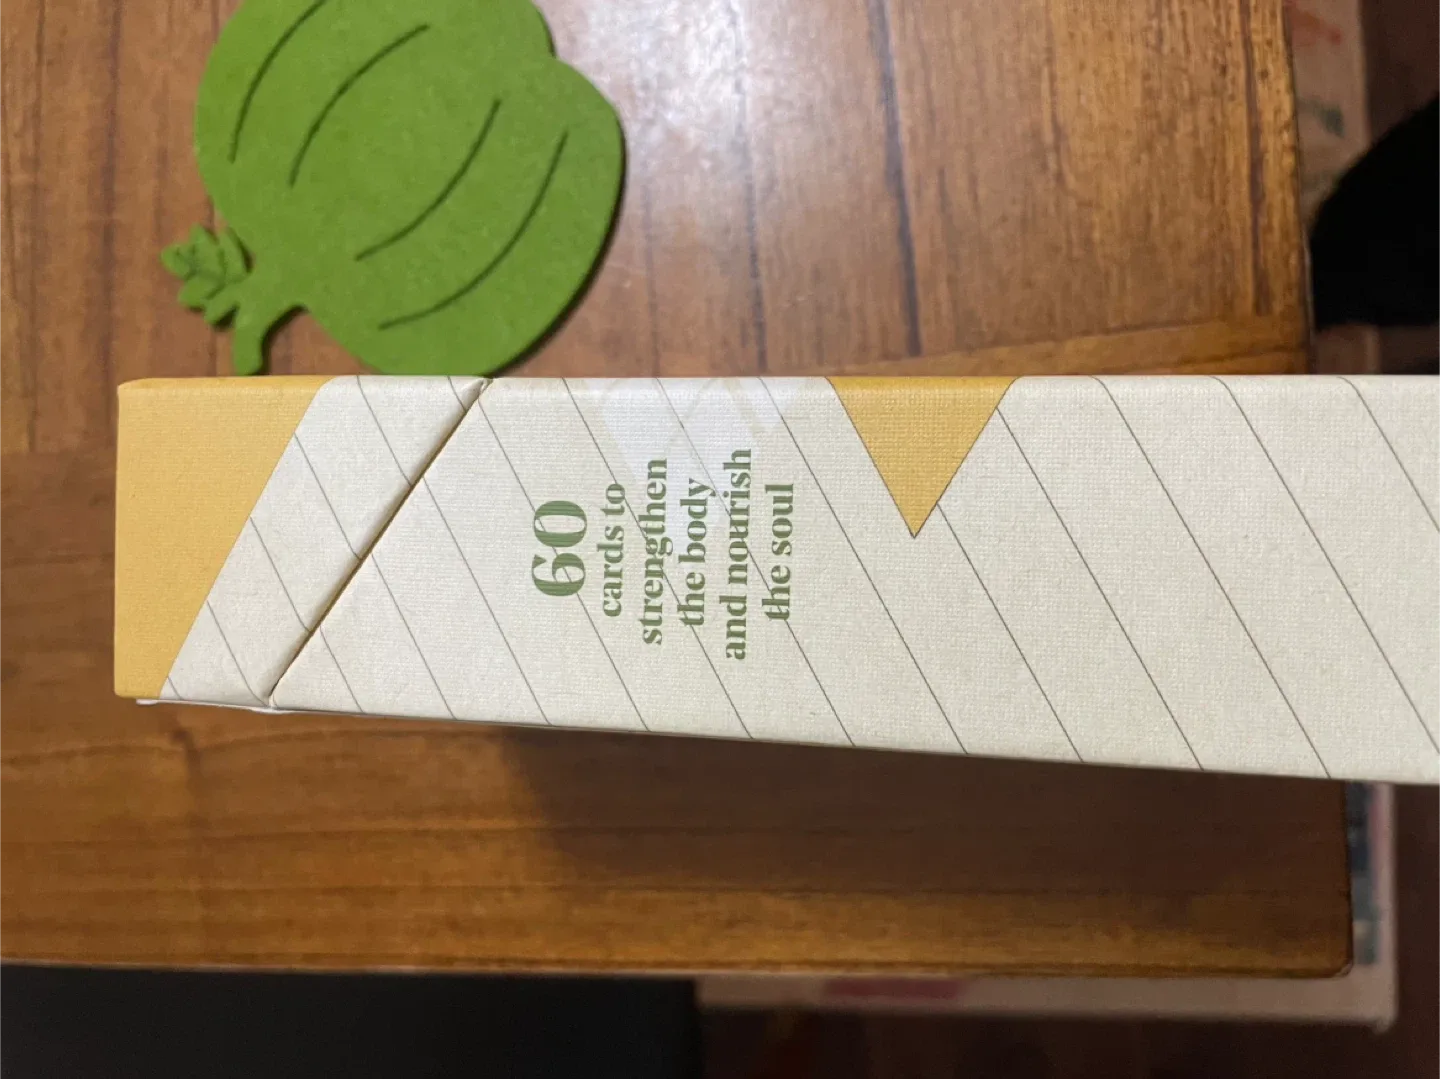 60
cards to
strengthen
the body
and nourish
the soul